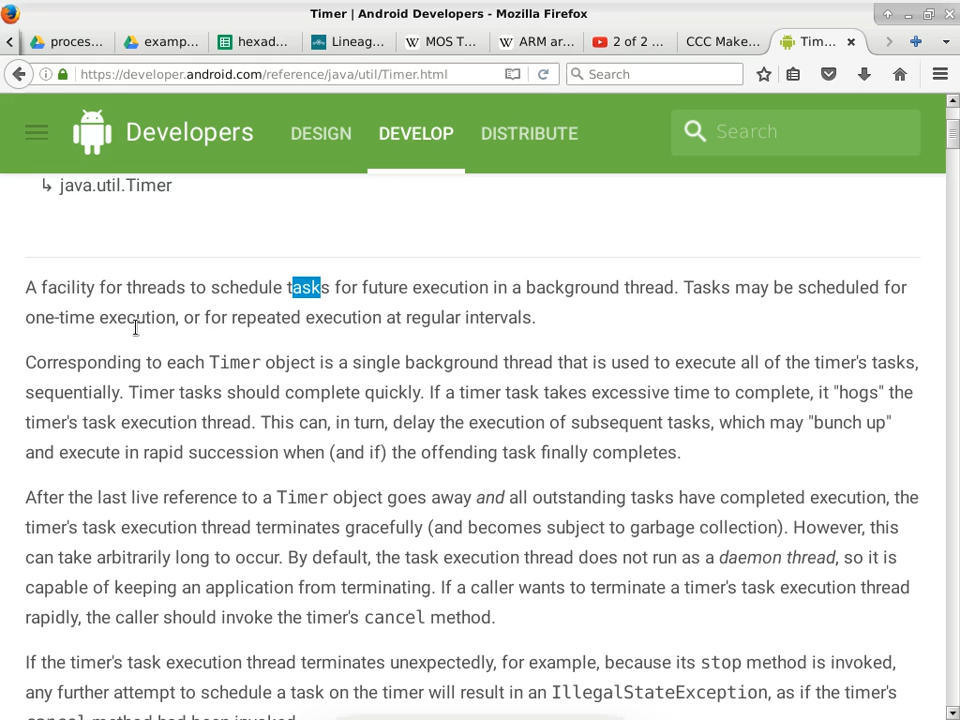 Timer | Android Developers - Mozilla Firefox
proces... examp... hexad... Lineag... MOS T... ARM ar... 2 of 2 ... CCC Make... Tim...
https://developer.android.com/reference/java/util/Timer.html Search
Developers DESIGN DEVELOP DISTRIBUTE Search
↳ java.util.Timer
A facility for threads to schedule tasks for future execution in a background thread. Tasks may be scheduled for
one-time execution, or for repeated execution at regular intervals.
Corresponding to each Timer object is a single background thread that is used to execute all of the timer's tasks,
sequentially. Timer tasks should complete quickly. If a timer task takes excessive time to complete, it "hogs" the
timer's task execution thread. This can, in turn, delay the execution of subsequent tasks, which may "bunch up"
and execute in rapid succession when (and if) the offending task finally completes.
After the last live reference to a Timer object goes away and all outstanding tasks have completed execution, the
timer's task execution thread terminates gracefully (and becomes subject to garbage collection). However, this
can take arbitrarily long to occur. By default, the task execution thread does not run as a daemon thread, so it is
capable of keeping an application from terminating. If a caller wants to terminate a timer's task execution thread
rapidly, the caller should invoke the timer's cancel method.
If the timer's task execution thread terminates unexpectedly, for example, because its stop method is invoked,
any further attempt to schedule a task on the timer will result in an IllegalStateException, as if the timer's
cancel method had been invoked.